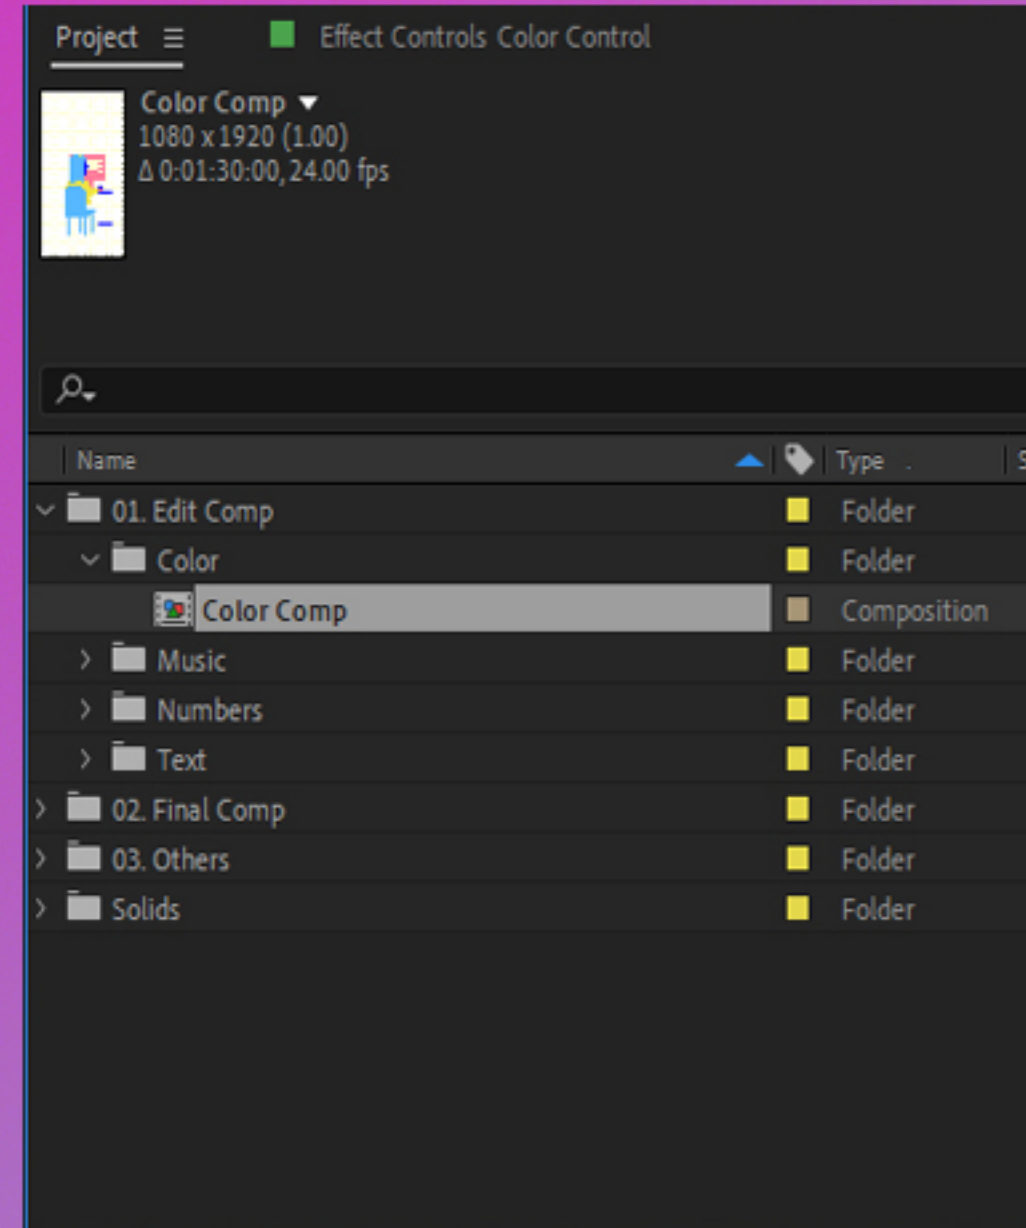 Project Effect Controls Color Control
Color Comp
1080 x 1920 (1.00)
Δ 0:01:30:00, 24.00 fps
Name Type S
01. Edit Comp Folder
Color Folder
Color Comp Composition
Music Folder
Numbers Folder
Text Folder
02. Final Comp Folder
03. Others Folder
Solids Folder